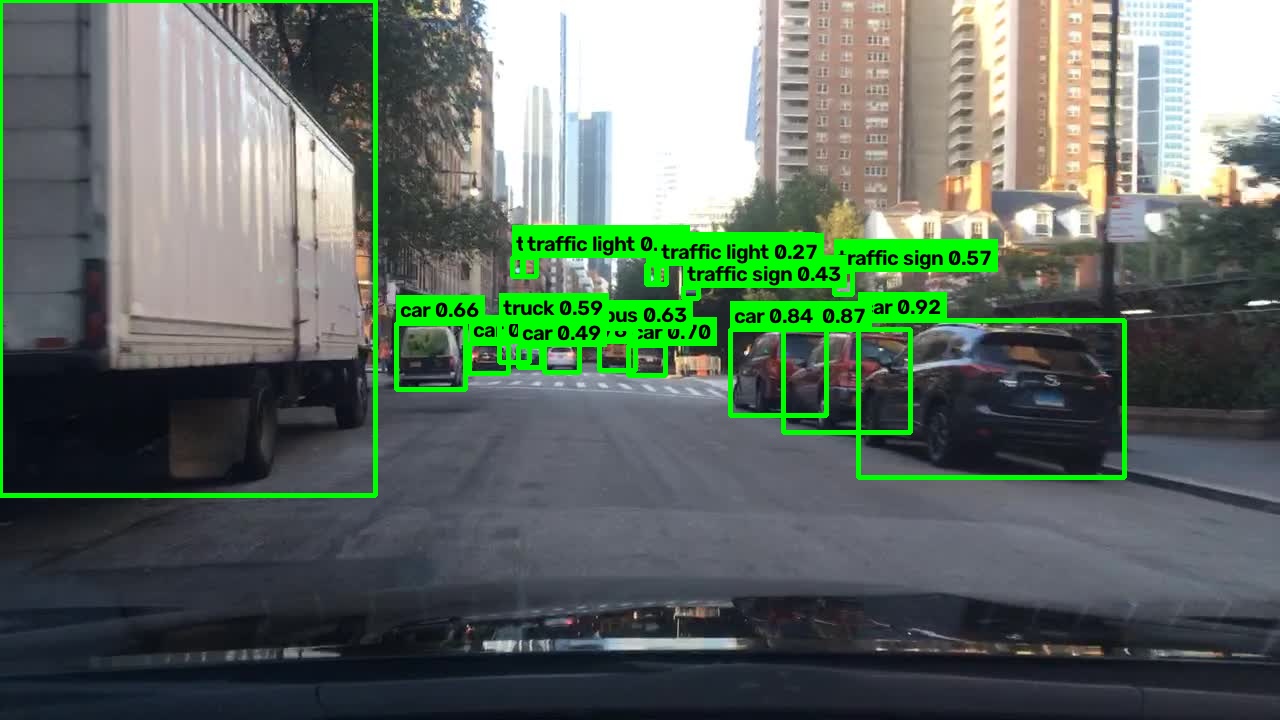 traffic light 0.
traffic light 0.27
traffic sign 0.57
traffic sign 0.43
car 0.66
truck 0.59
bus 0.63
car 0.84
0.87
car 0.92
car 0.49
car 0.70